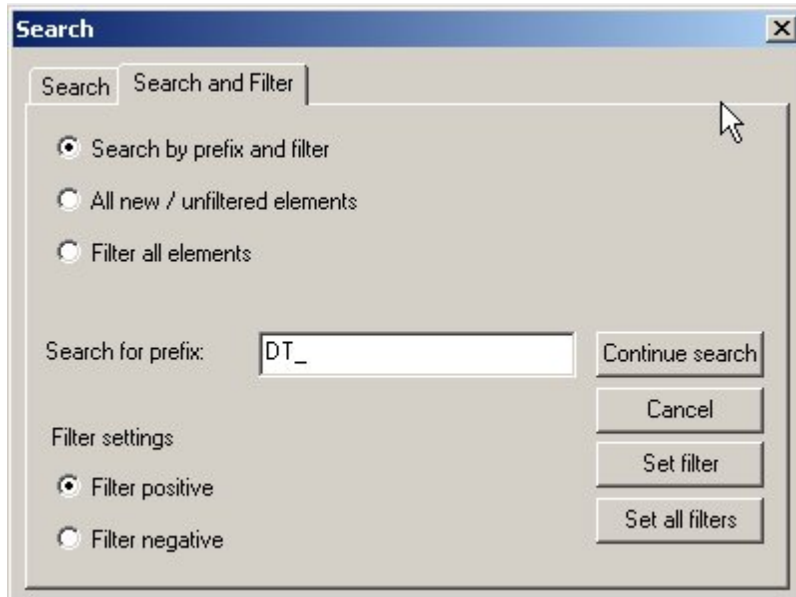 Search
Search
Search and Filter
Search by prefix and filter
All new / unfiltered elements
Filter all elements
Search for prefix:
DT_
Continue search
Cancel
Filter settings
Set filter
Filter positive
Set all filters
Filter negative